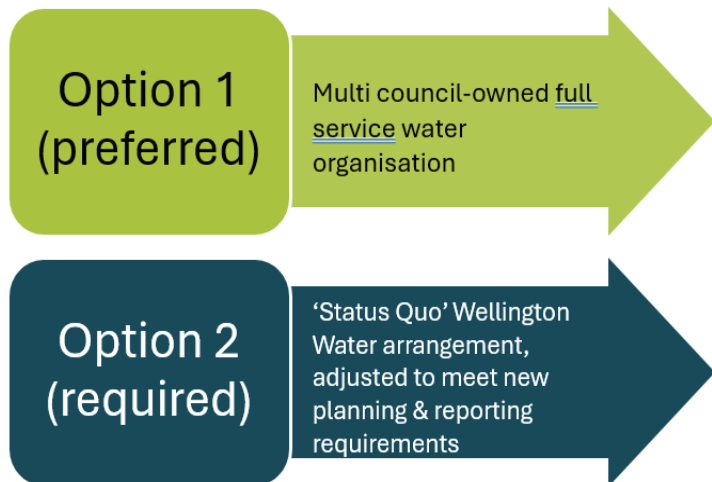 Option 1
(preferred)
Multi council-owned full
service water
organisation
Option 2
(required)
‘Status Quo’ Wellington
Water arrangement,
adjusted to meet new
planning & reporting
requirements